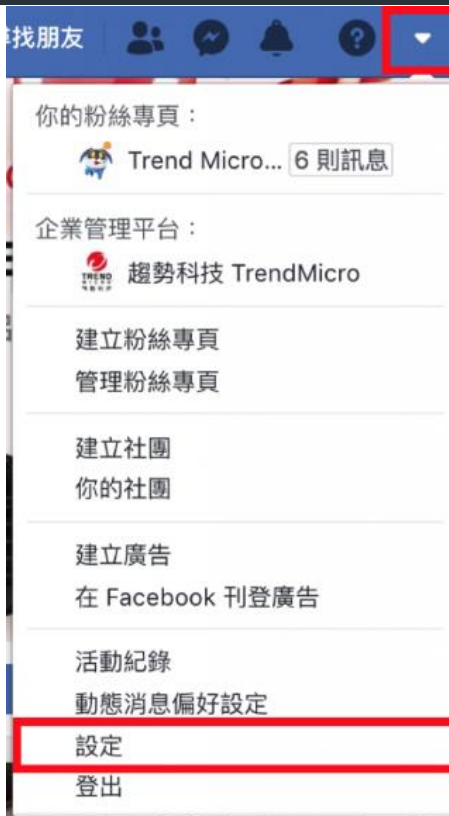 找朋友
你的粉絲專頁：
Trend Micro... 6 則訊息
企業管理平台：
趨勢科技 TrendMicro
建立粉絲專頁
管理粉絲專頁
建立社團
你的社團
建立廣告
在 Facebook 刊登廣告
活動紀錄
動態消息偏好設定
設定
登出